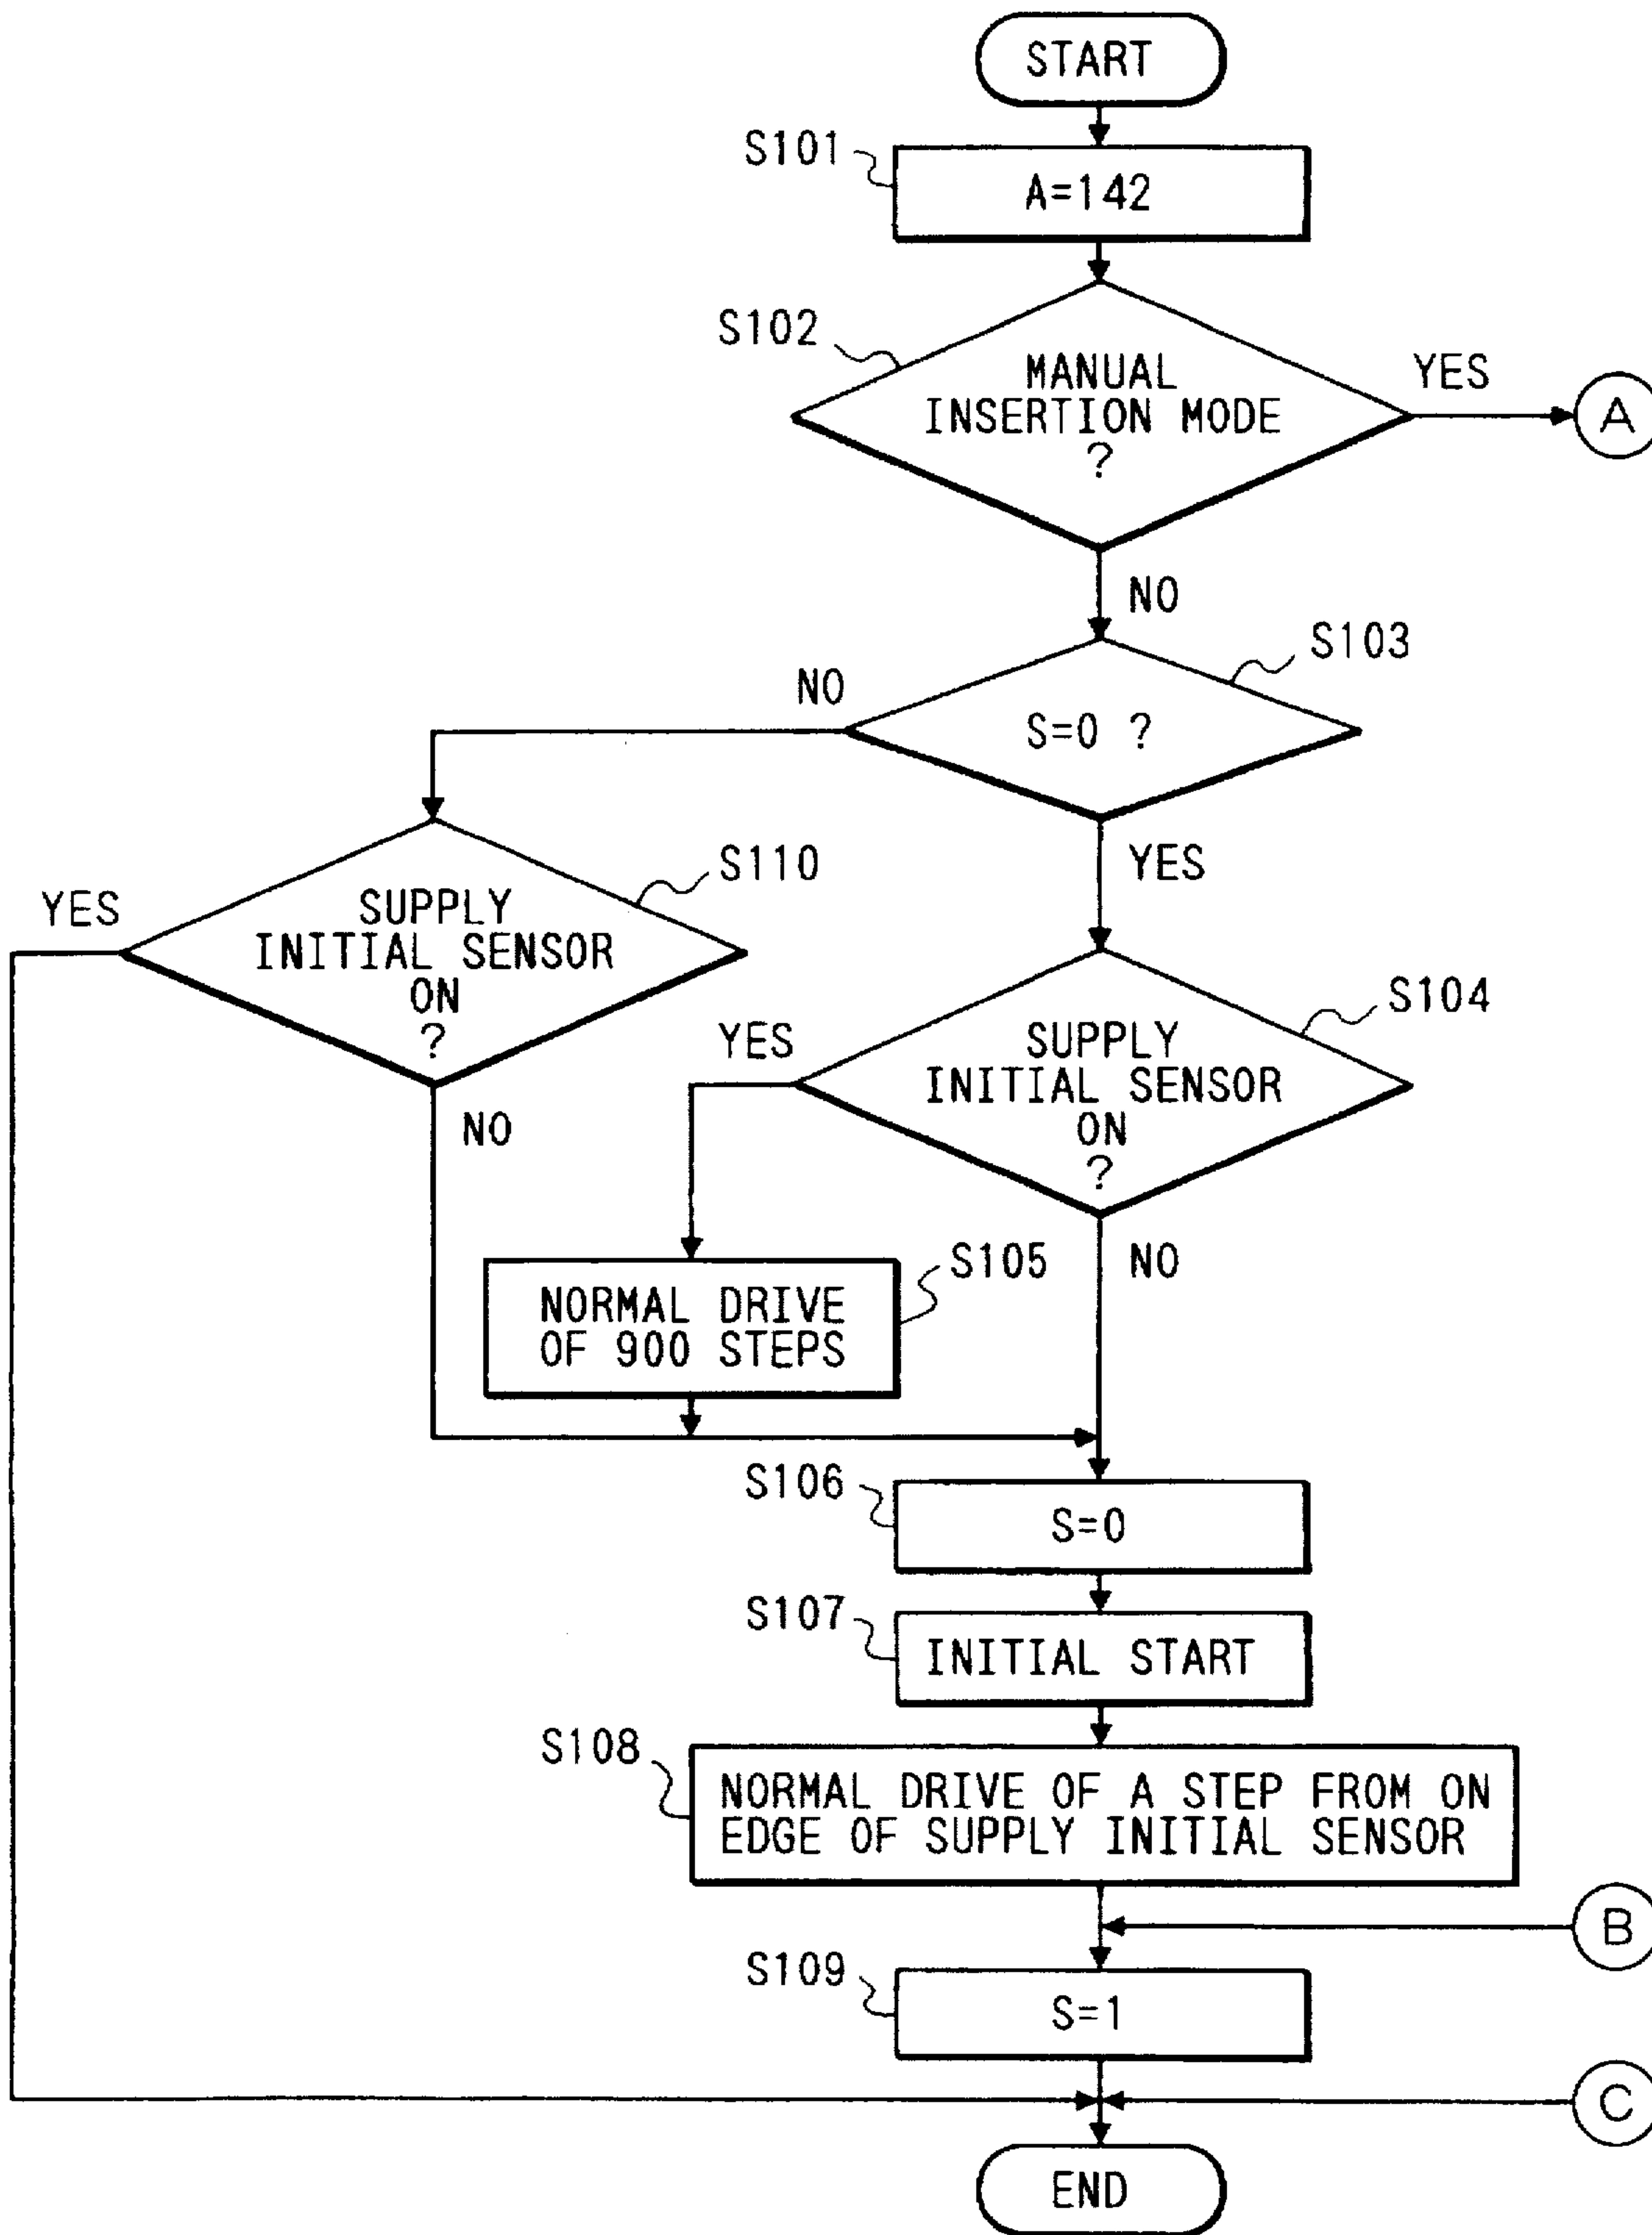 START
S101
A=142
S102
MANUAL
INSERTION MODE
?
YES
A
NO
S103
NO
S=0 ?
YES
S110
YES
SUPPLY
INITIAL SENSOR
ON
?
NO
S104
YES
SUPPLY
INITIAL SENSOR
ON
?
NO
S105
NORMAL DRIVE
OF 900 STEPS
S106
S=0
S107
INITIAL START
S108
NORMAL DRIVE OF A STEP FROM ON
EDGE OF SUPPLY INITIAL SENSOR
B
S109
S=1
C
END